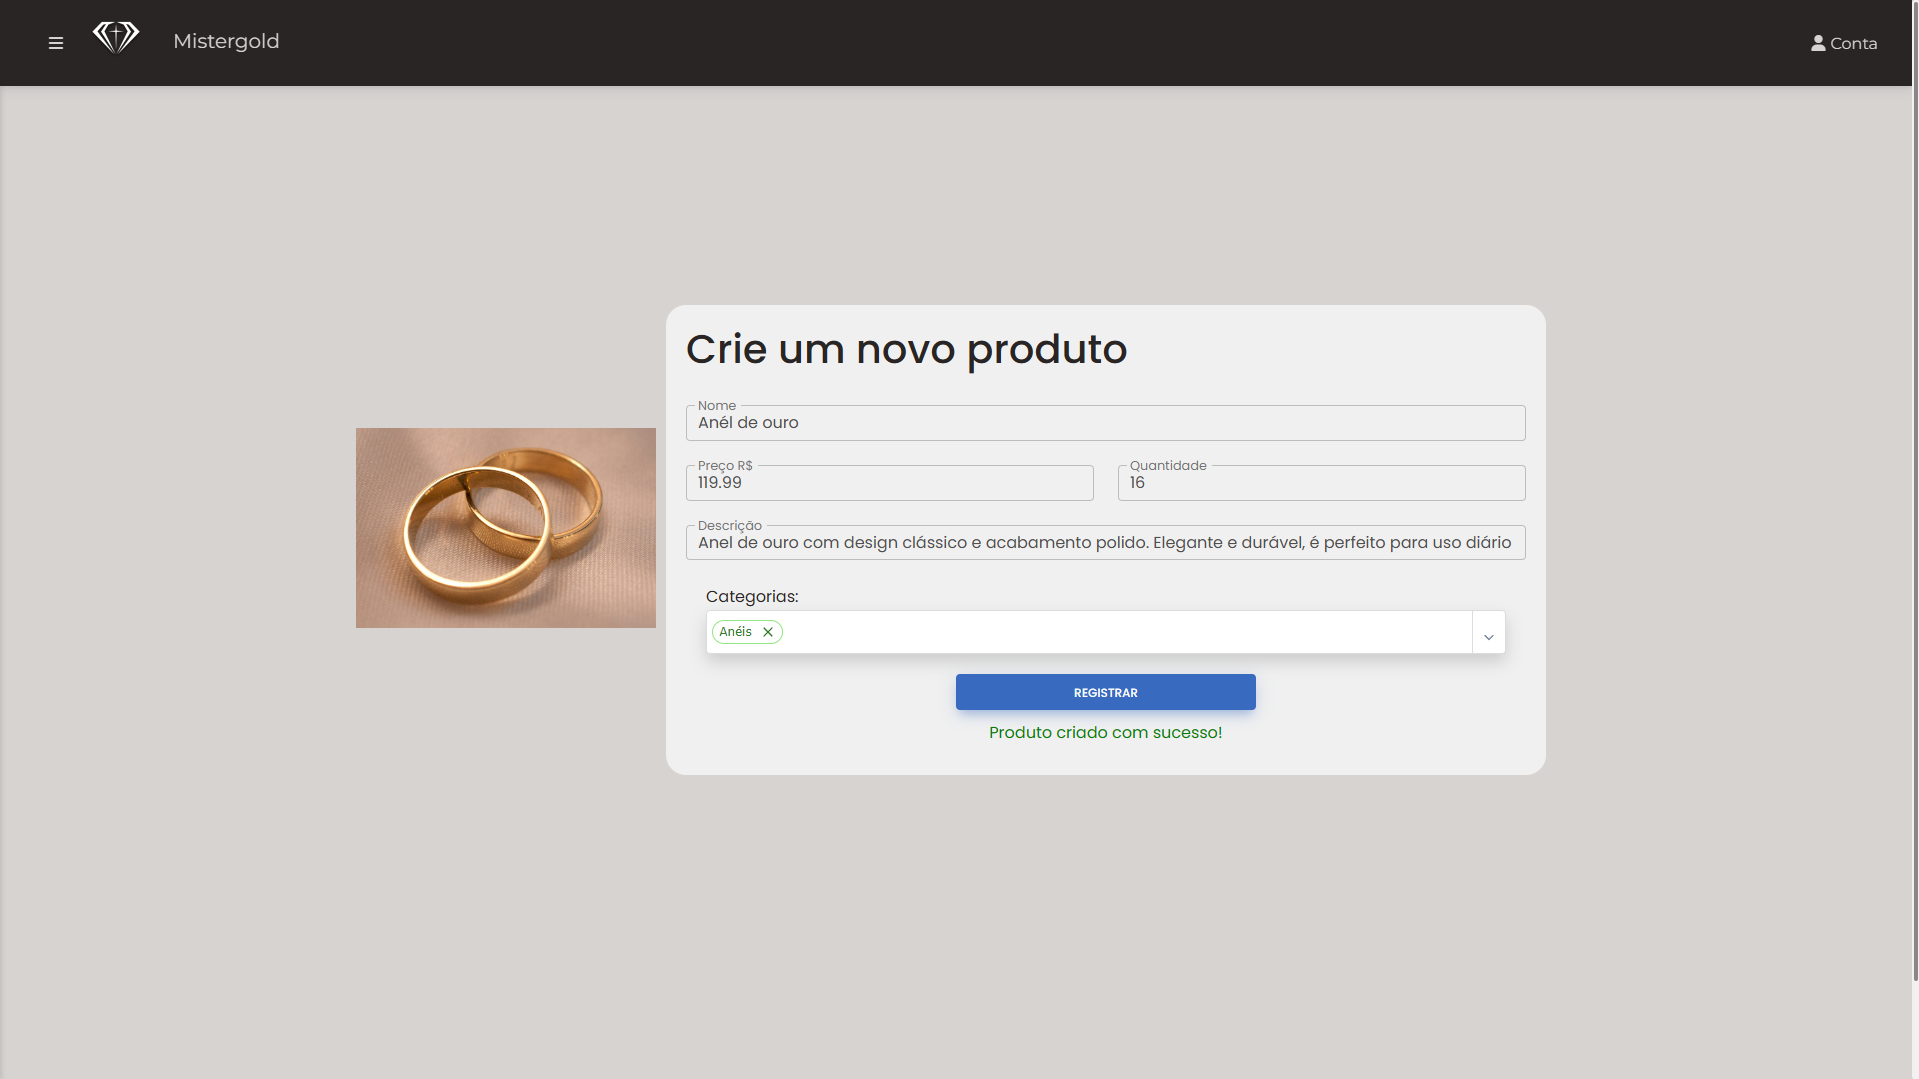 Mistergold
Conta
Crie um novo produto
Nome
Anél de ouro
Preço R$
119.99
Quantidade
16
Descrição
Anel de ouro com design clássico e acabamento polido. Elegante e durável, é perfeito para uso diário
Categorias:
Anéis
REGISTRAR
Produto criado com sucesso!